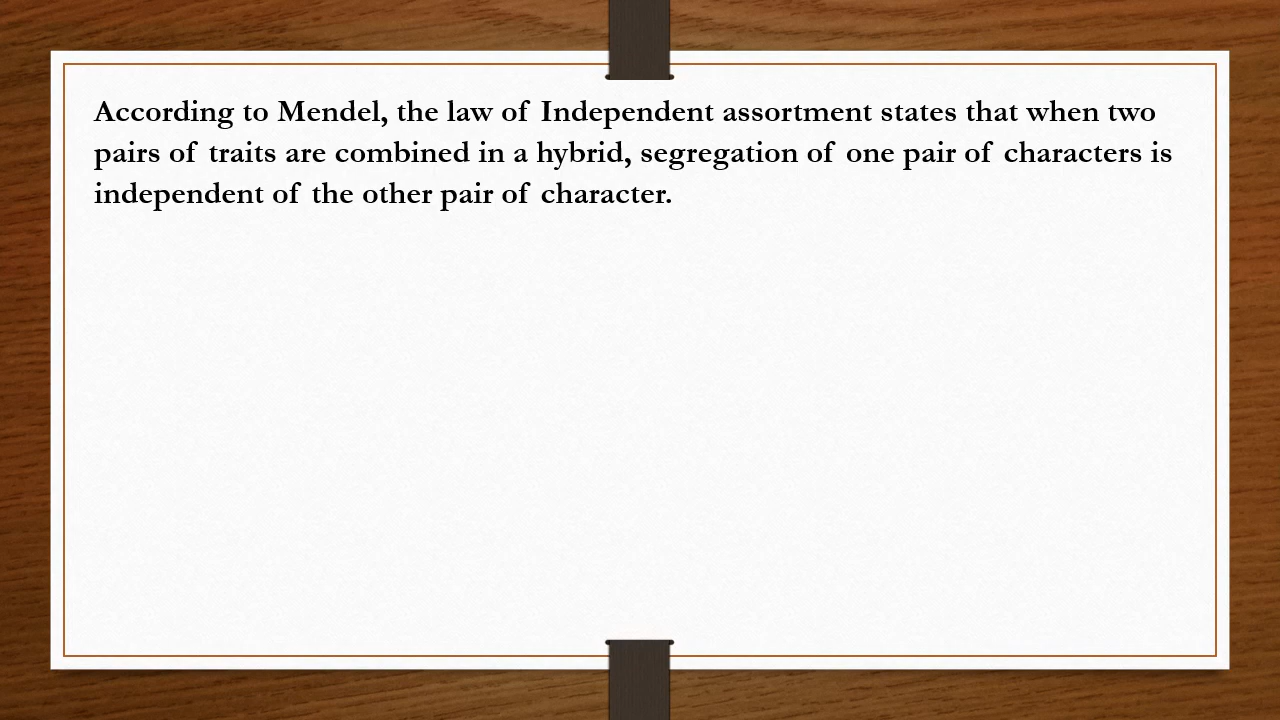 According to Mendel, the law of Independent assortment states that when two
pairs of traits are combined in a hybrid, segregation of one pair of characters is
independent of the other pair of character.